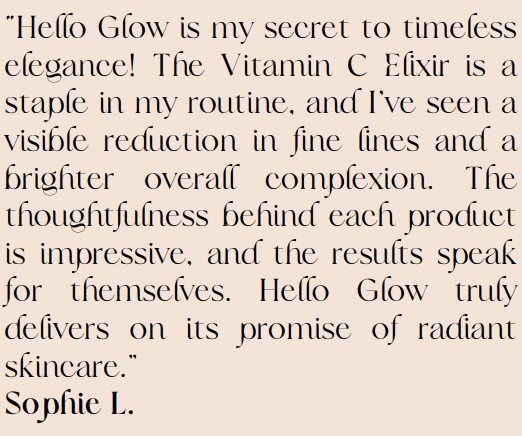 "Hello Glow is my secret to timeless
elegance! The Vitamin C Elixir is a
staple in my routine, and I've seen a
visible reduction in fine lines and a
brighter overall complexion. The
thoughtfulness behind each product
is impressive, and the results speak
for themselves. Hello Glow truly
delivers on its promise of radiant
skincare."
Sophie L.